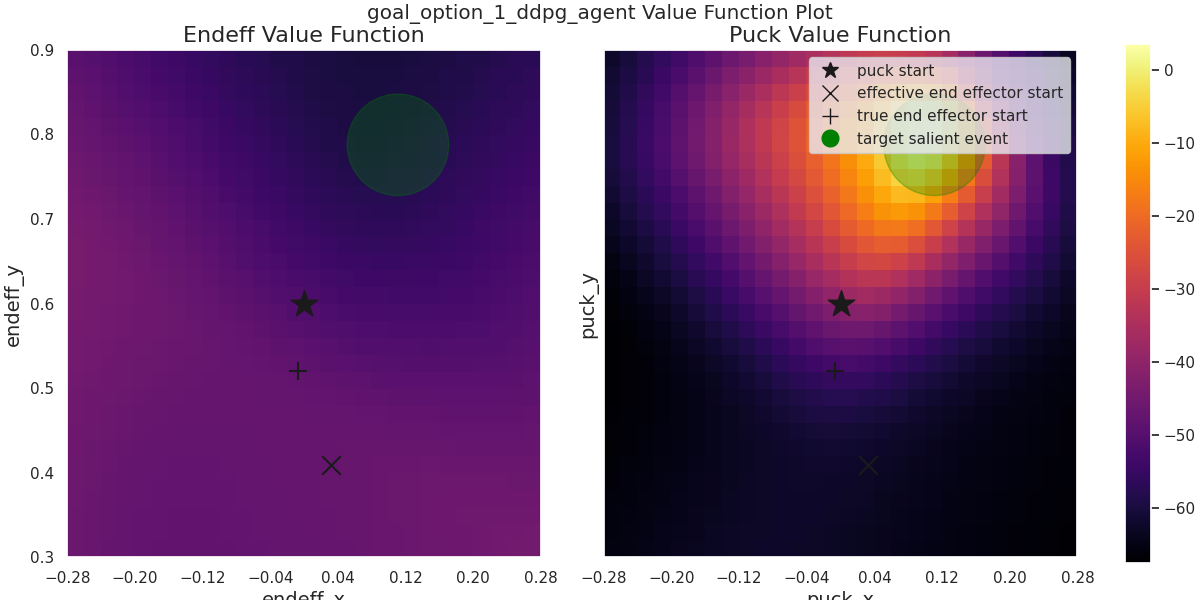 goal_option_1_ddpg_agent Value Function Plot
Endeff Value Function
Puck Value Function
0.9
0.8
0.7
0.6
0.5
0.4
0.3
endeff_y
−0.28
−0.20
−0.12
0.04
0.12
0.20
0.28
endeff_x
puck start
effective end effector start
true end effector start
target salient event
puck_y
−0.28
−0.20
−0.12
−0.04
0.04
0.12
0.20
0.28
puck_x
0
−10
−20
−30
−40
−50
−60